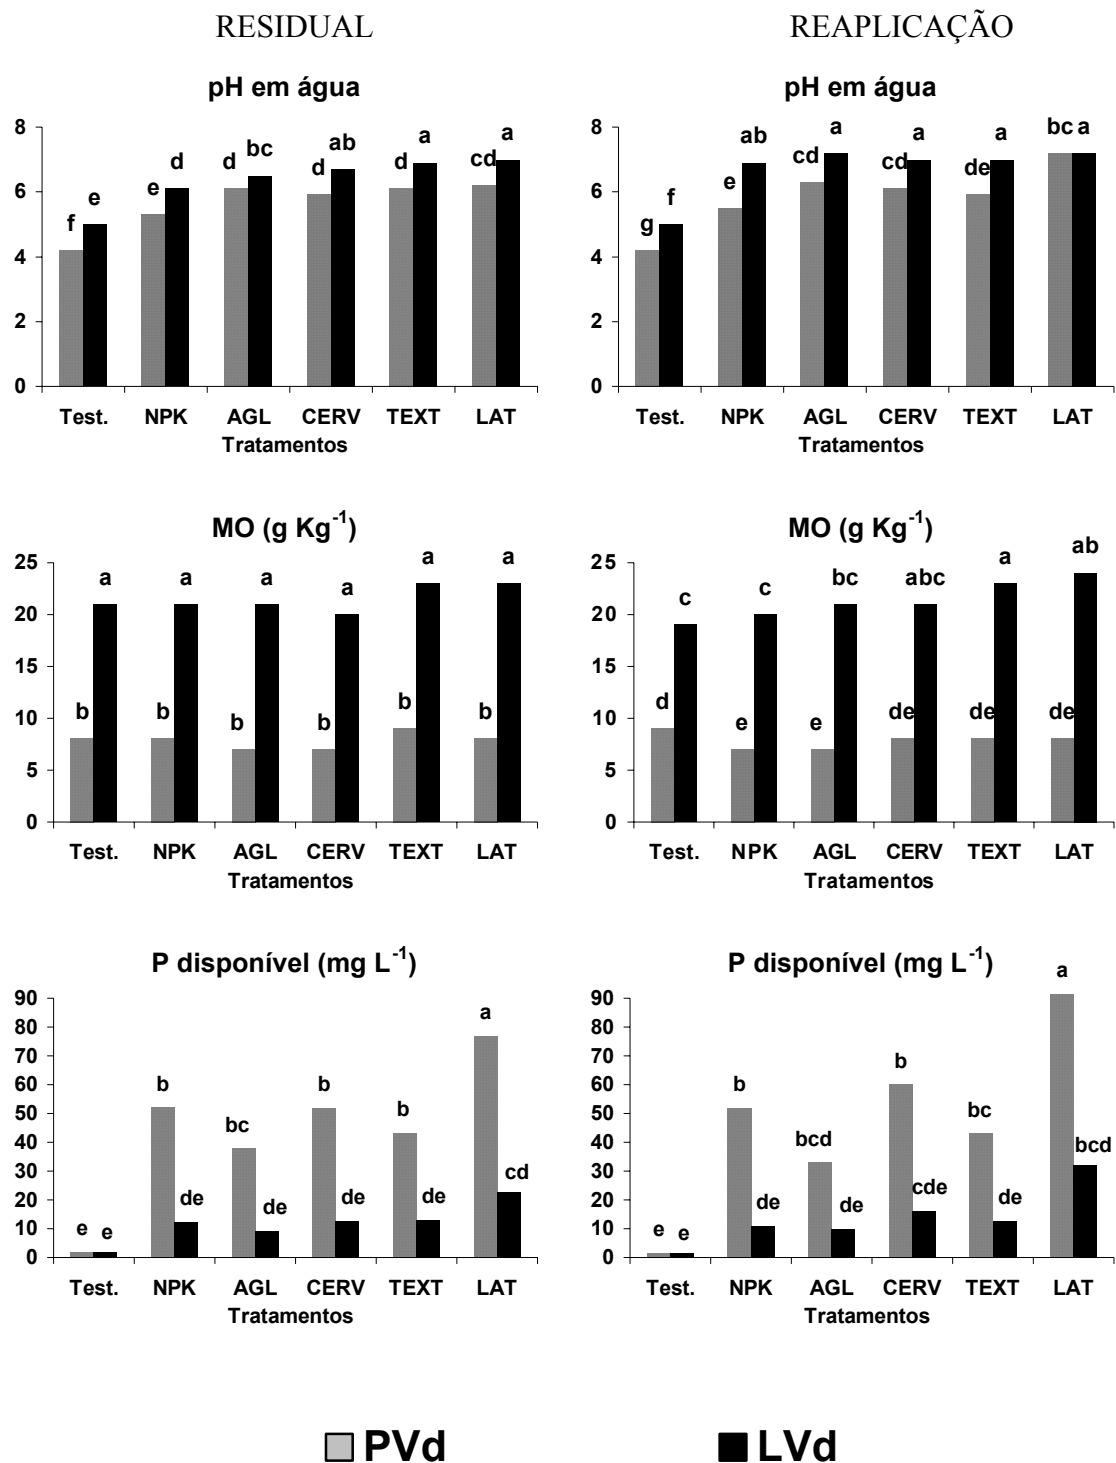 RESIDUAL
REAPLICAÇÃO
pH em água
8
6
4
2
0
f e
e d
d bc
d ab
d a
cd a
Test. NPK AGL CERV TEXT LAT
Tratamentos
pH em água
8
6
4
2
0
g f
e ab
cd a
cd a
de a
bc a
Test. NPK AGL CERV TEXT LAT
Tratamentos
MO (g Kg⁻¹)
25
20
15
10
5
0
b a
b a
b a
b a
b a
b a
Test. NPK AGL CERV TEXT LAT
Tratamentos
MO (g Kg⁻¹)
25
20
15
10
5
0
d c
e c
e bc
de abc
de a
de ab
Test. NPK AGL CERV TEXT LAT
Tratamentos
P disponível (mg L⁻¹)
90
80
70
60
50
40
30
20
10
0
e e
b de
bc de
b de
b de
a cd
Test. NPK AGL CERV TEXT LAT
Tratamentos
P disponível (mg L⁻¹)
90
80
70
60
50
40
30
20
10
0
e e
b de
bcd de
b cde
bc de
a bcd
Test. NPK AGL CERV TEXT LAT
Tratamentos
PVd LVd